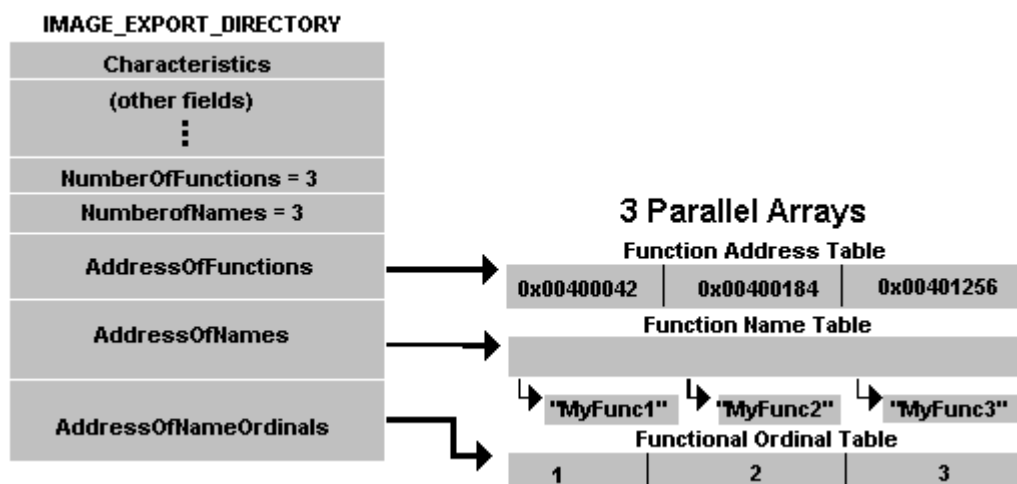 IMAGE_EXPORT_DIRECTORY
Characteristics
(other fields)
NumberOfFunctions = 3
NumberofNames = 3
AddressOfFunctions
AddressOfNames
AddressOfNameOrdinals
3 Parallel Arrays
Function Address Table
0x00400042 0x00400184 0x00401256
Function Name Table
"MyFunc1" "MyFunc2" "MyFunc3"
Functional Ordinal Table
1 2 3